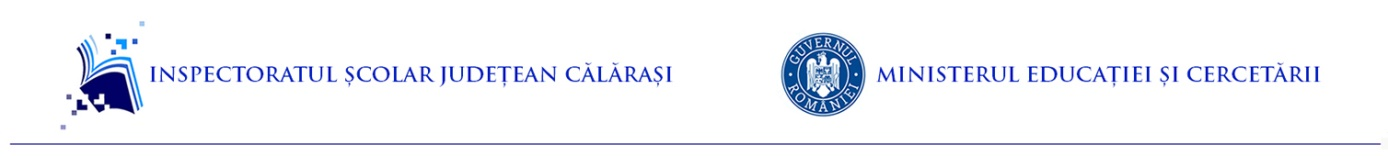 INSPECTORATUL ȘCOLAR JUDEȚEAN CĂLĂRAȘI
GUVERNUL ROMÂNIEI
MINISTERUL EDUCAȚIEI ȘI CERCETĂRII